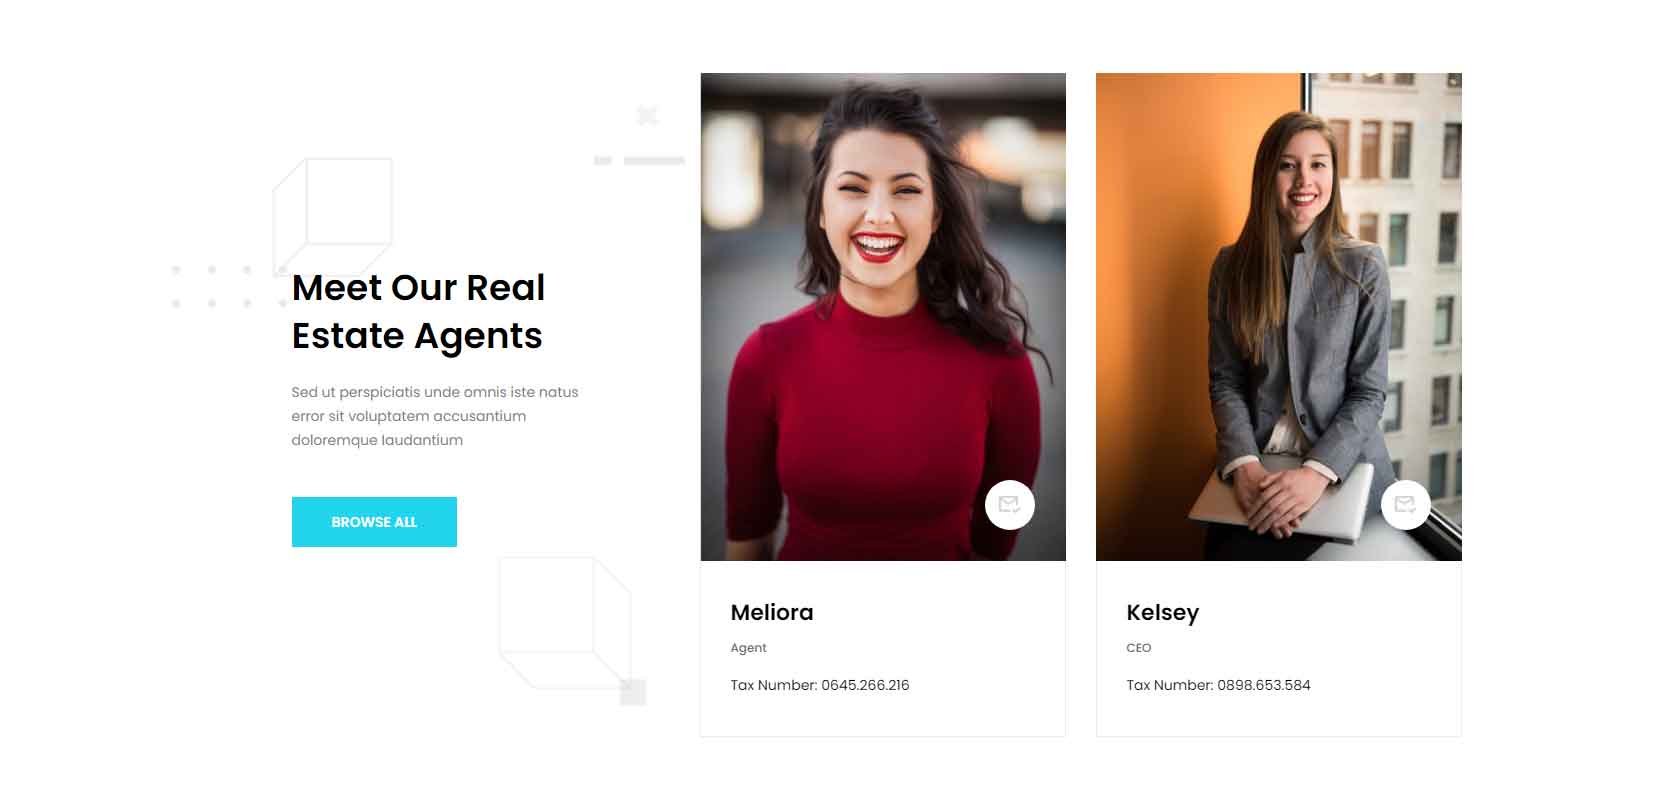 Meet Our Real
Estate Agents
Sed ut perspiciatis unde omnis iste natus
error sit voluptatem accusantium
doloremque laudantium
BROWSE ALL
Meliora
Agent
Tax Number: 0645.266.216
Kelsey
CEO
Tax Number: 0898.653.584